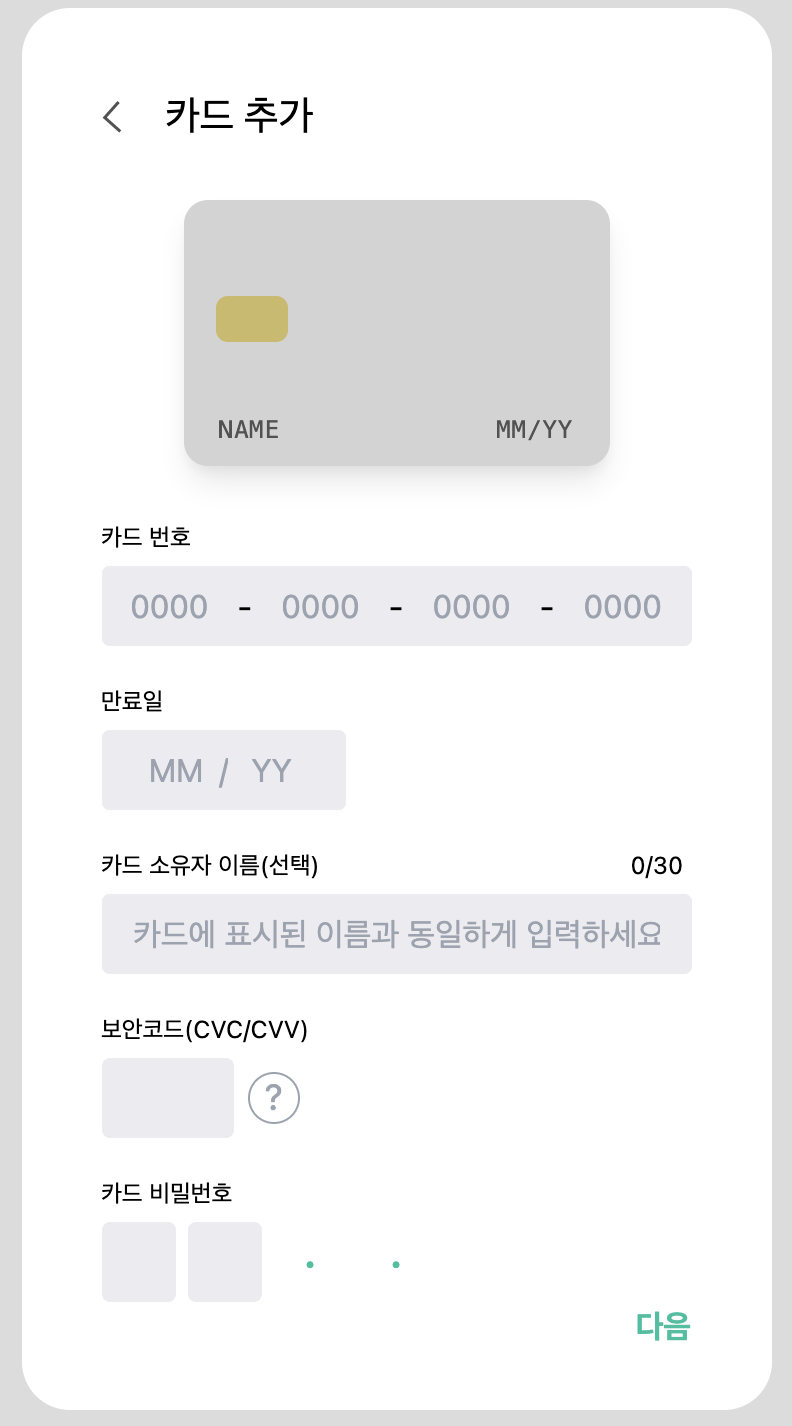 카드 추가
NAME MM/YY
카드 번호
0000 - 0000 - 0000 - 0000
만료일
MM / YY
카드 소유자 이름(선택) 0/30
카드에 표시된 이름과 동일하게 입력하세요
보안코드(CVC/CVV)
?
카드 비밀번호
다음